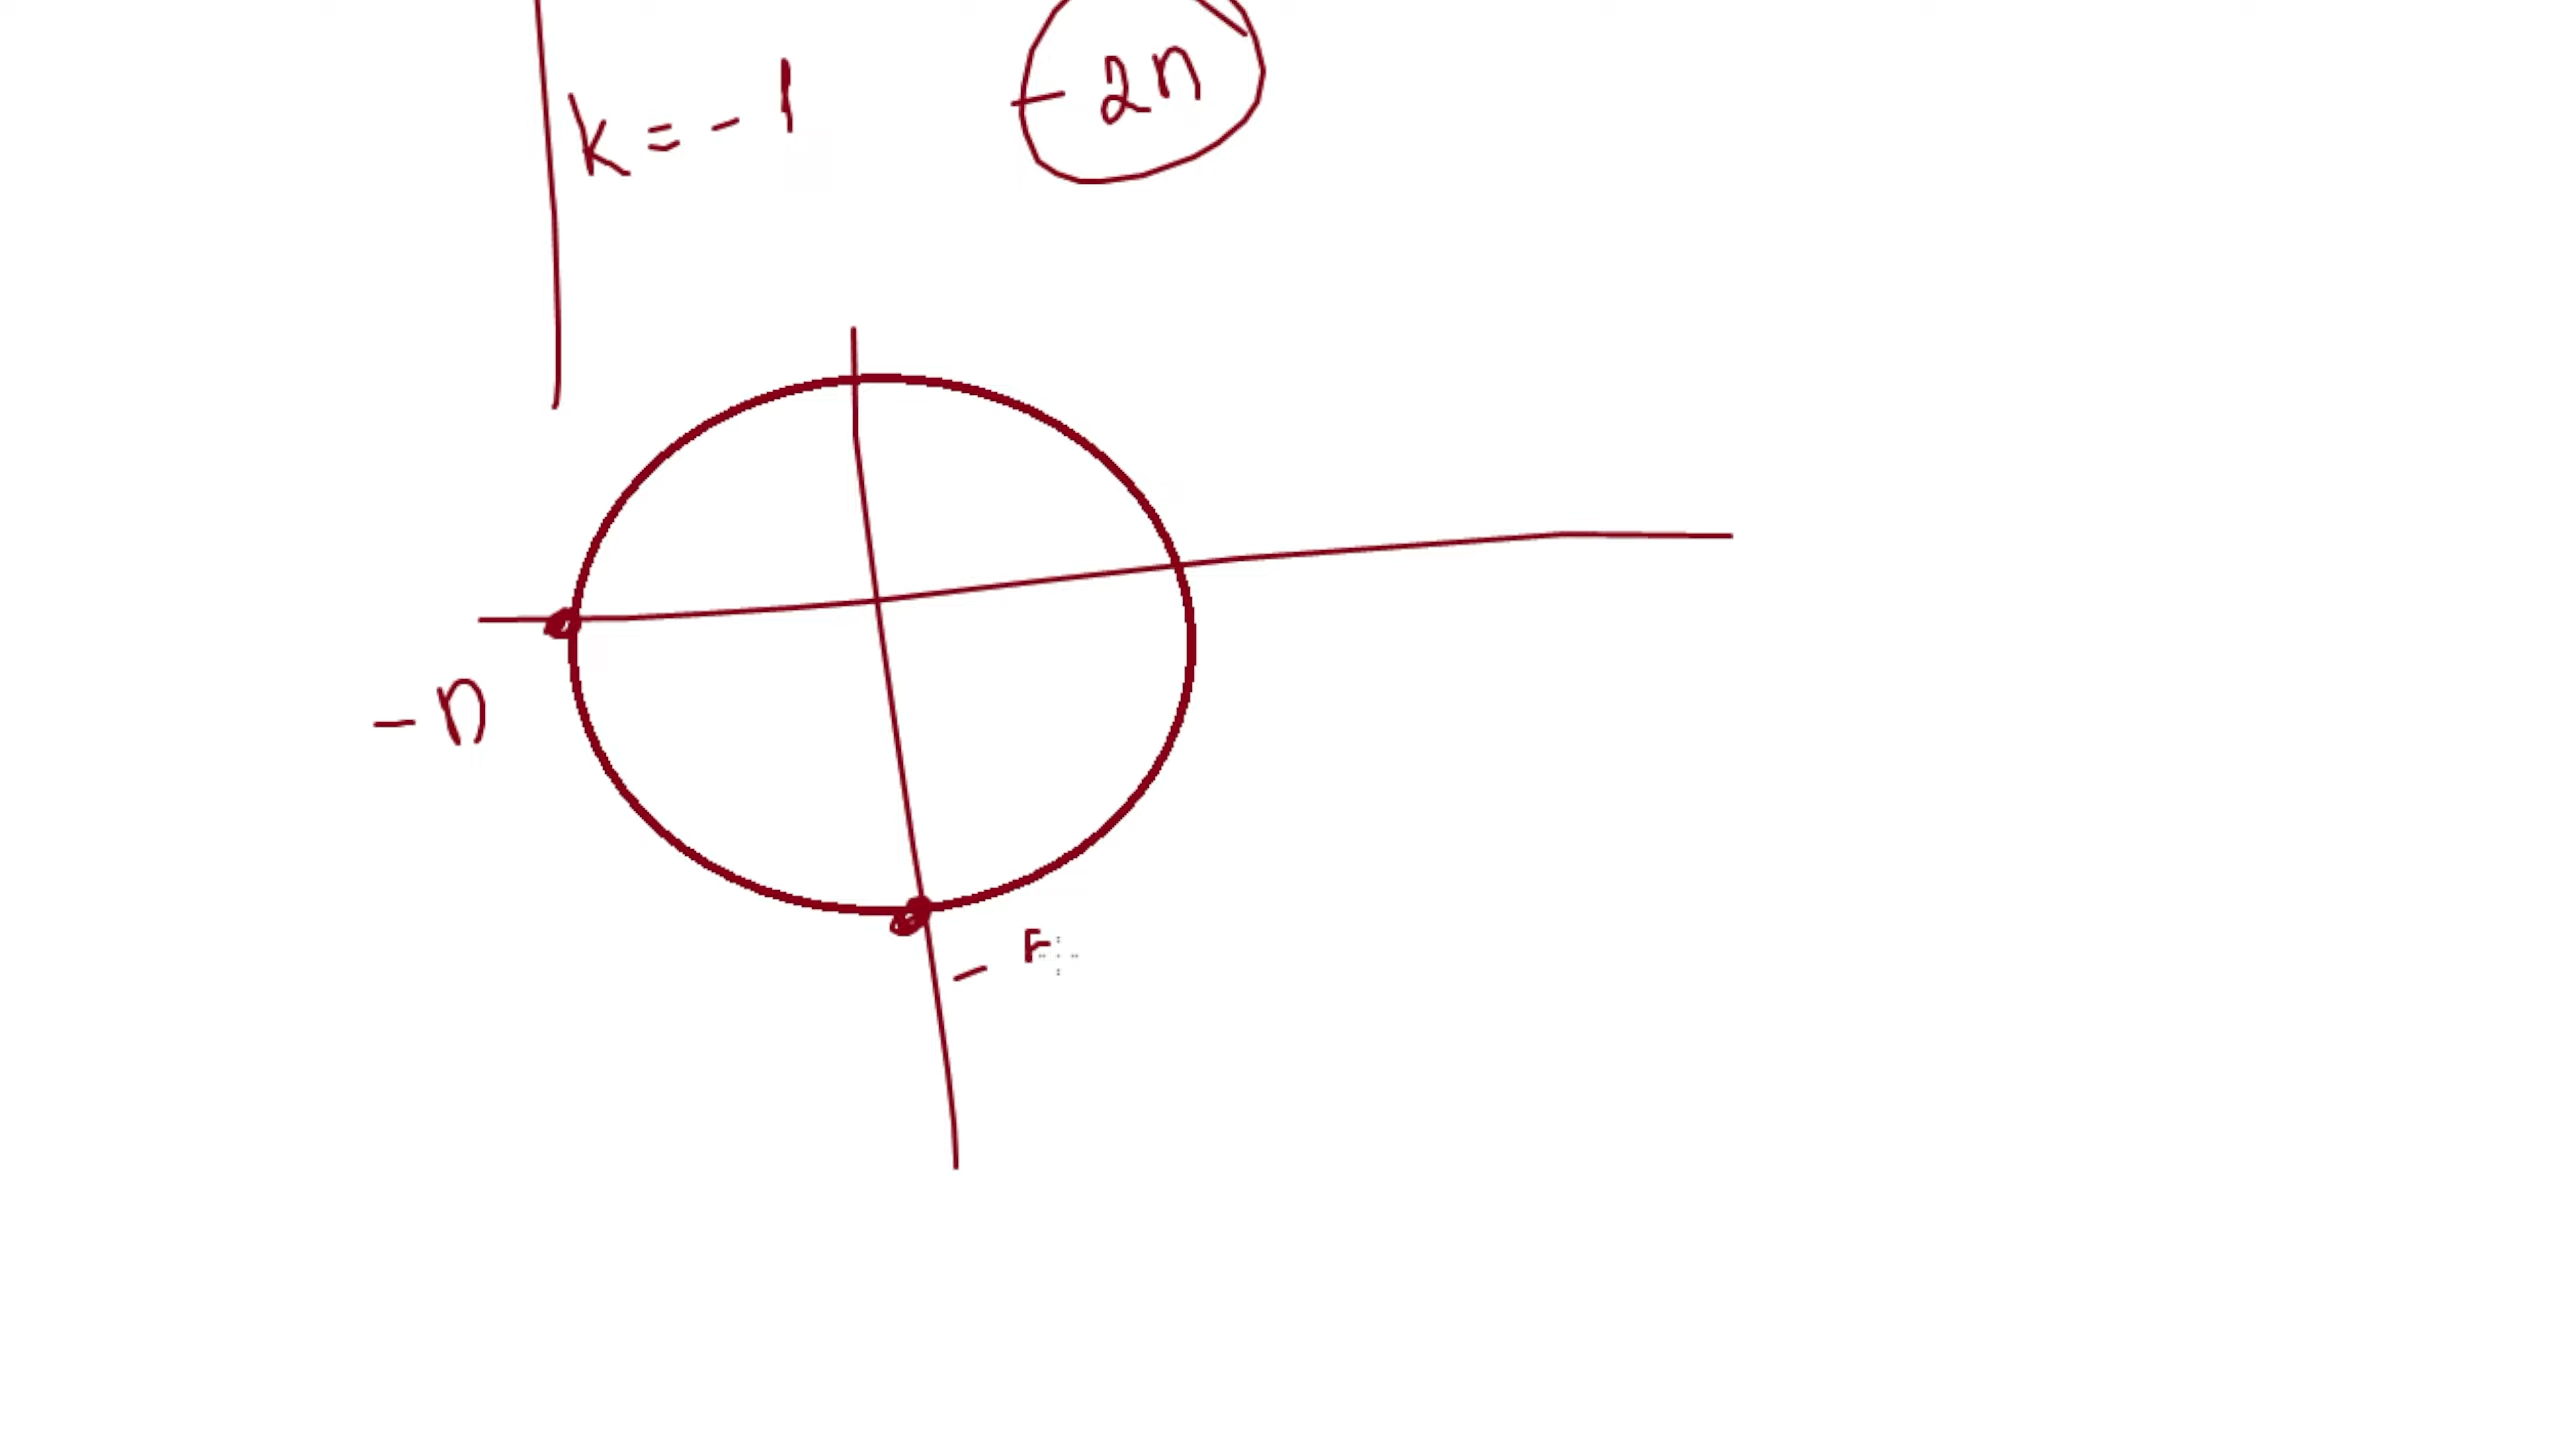 k = - 1
- 2n
- n
-